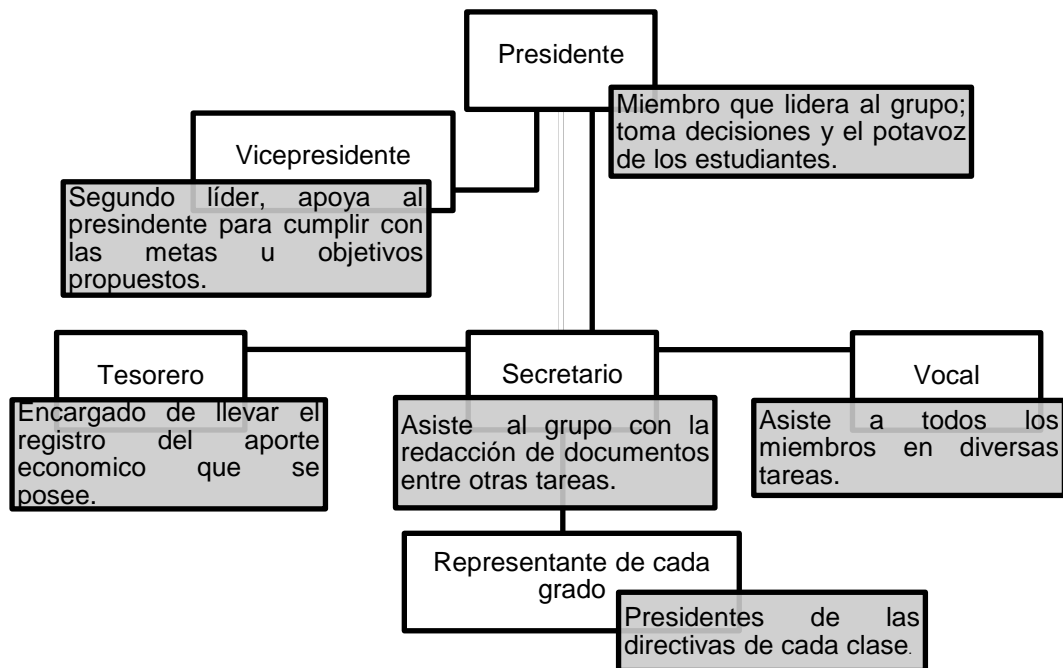 Presidente
Miembro que lidera al grupo;
toma decisiones y el potavoz
de los estudiantes.
Vicepresidente
Segundo líder, apoya al
presindente para cumplir con
las metas u objetivos
propuestos.
Tesorero
Encargado de llevar el
registro del aporte
economico que se
posee.
Secretario
Asiste al grupo con la
redacción de documentos
entre otras tareas.
Vocal
Asiste a todos los
miembros en diversas
tareas.
Representante de cada
grado
Presidentes de las
directivas de cada clase.